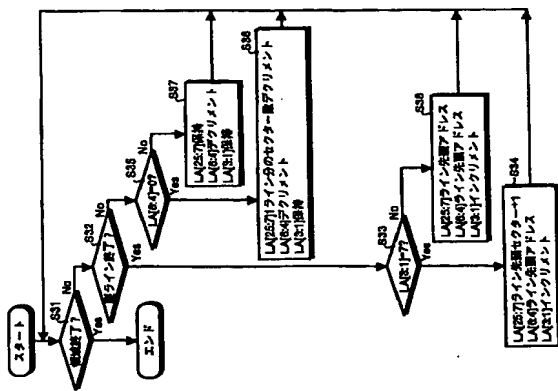 スタート
S31
領域終了?
No
Yes
エンド
S32
ライン終了?
No
Yes
S35
LA[6:4]=0?
No
Yes
S37
LA[25:7]保持
LA[6:4]デクリメント
LA[3:1]保持
S36
LA[25:7]1ライン分のセクター数デクリメント
LA[6:4]デクリメント
LA[3:1]保持
S33
LA[3:1]=7?
No
Yes
S38
LA[25:7]ライン先頭アドレス
LA[6:4]ライン先頭アドレス
LA[3:1]インクリメント
S34
LA[25:7]ライン先頭セクター+1
LA[6:4]ライン先頭アドレス
LA[3:1]インクリメント